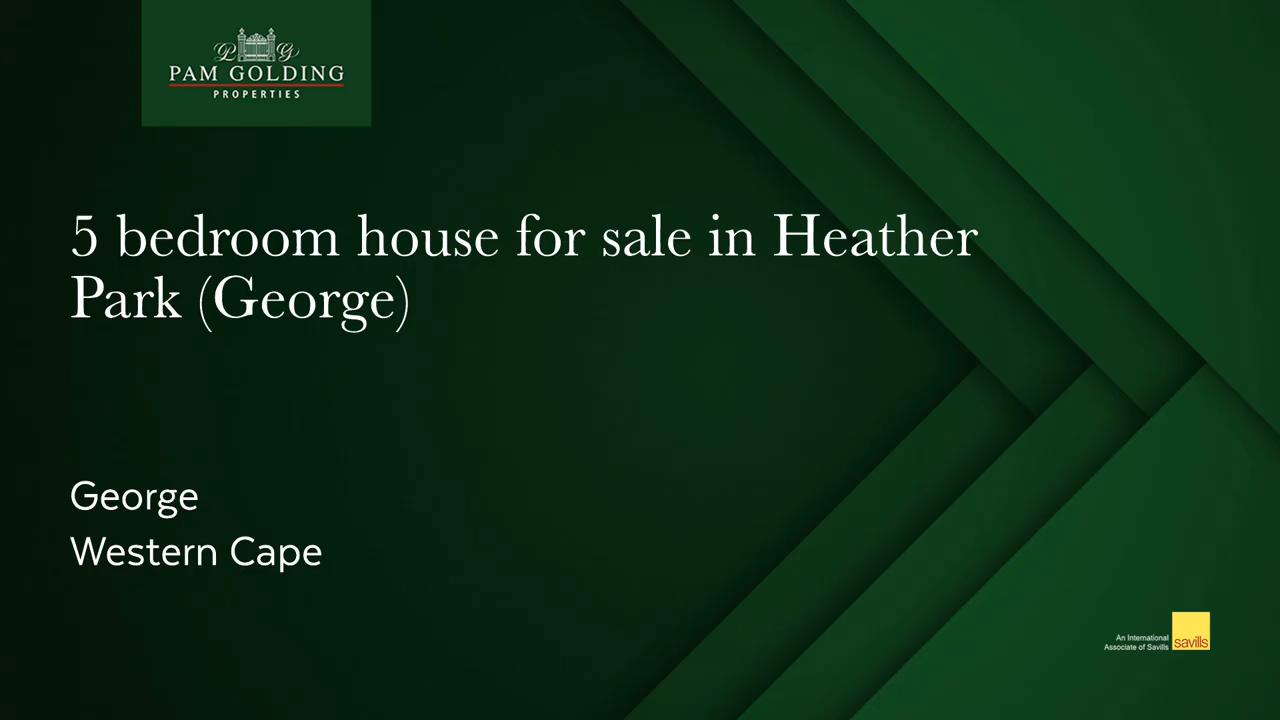 P G
PAM GOLDING
PROPERTIES
5 bedroom house for sale in Heather
Park (George)
George
Western Cape
An International
Associate of Savills
savills